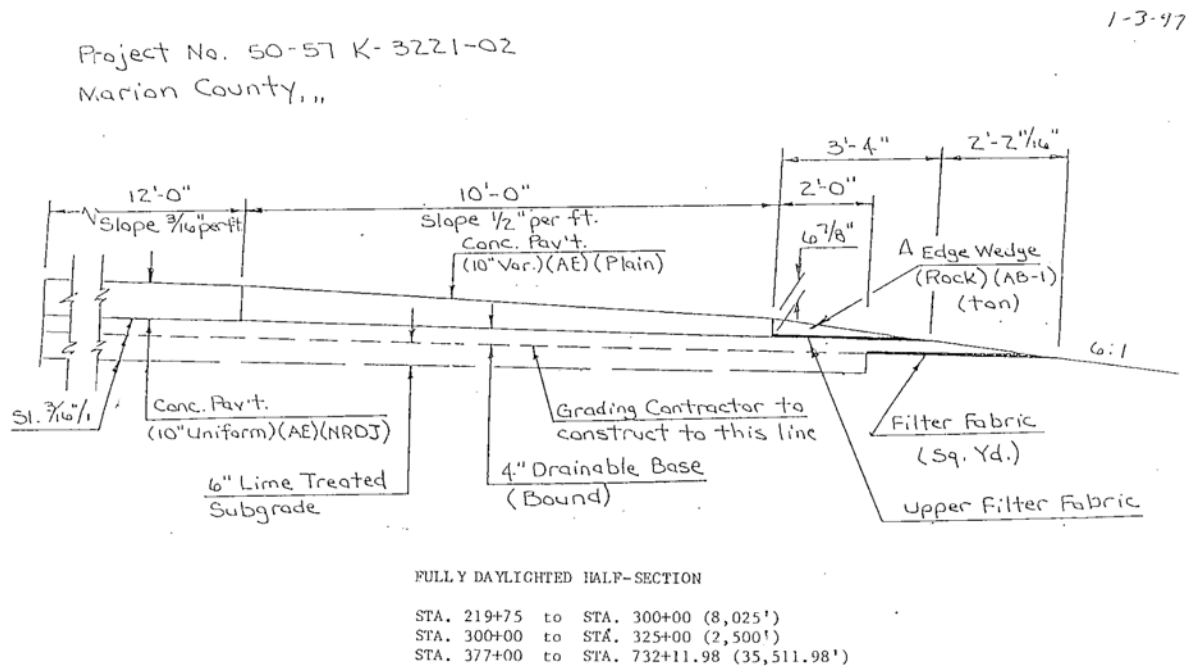 1-3-97
Project No. 50-57 K-3221-02
Marion County,,,
3'-4"
2'-2 11/16"
12'-0"
10'-0"
2'-0"
Slope 3/16" per ft.
Slope 1/2" per ft.
6 7/8"
Conc. Pav't.
(10" Var.) (AE) (Plain)
Δ Edge Wedge
(Rock) (AB-1)
(ton)
6:1
Sl. 3/16"/1
Conc. Pav't.
(10" Uniform) (AE) (NRDJ)
Grading Contractor to
construct to this line
Filter Fabric
(Sq. Yd.)
6" Lime Treated
Subgrade
4" Drainable Base
(Bound)
Upper Filter Fabric
FULLY DAYLIGHTED HALF-SECTION
STA. 219+75 to STA. 300+00 (8,025')
STA. 300+00 to STA. 325+00 (2,500')
STA. 377+00 to STA. 732+11.98 (35,511.98')